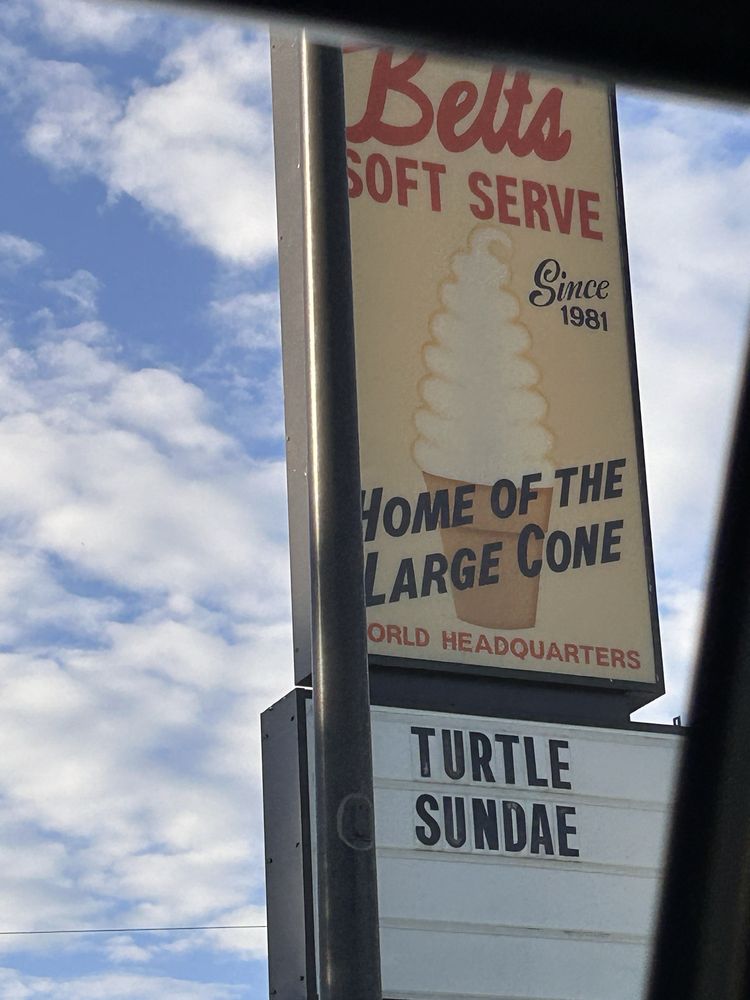 Belts
SOFT SERVE
Since
1981
HOME OF THE
LARGE CONE
ORLD HEADQUARTERS
TURTLE
SUNDAE